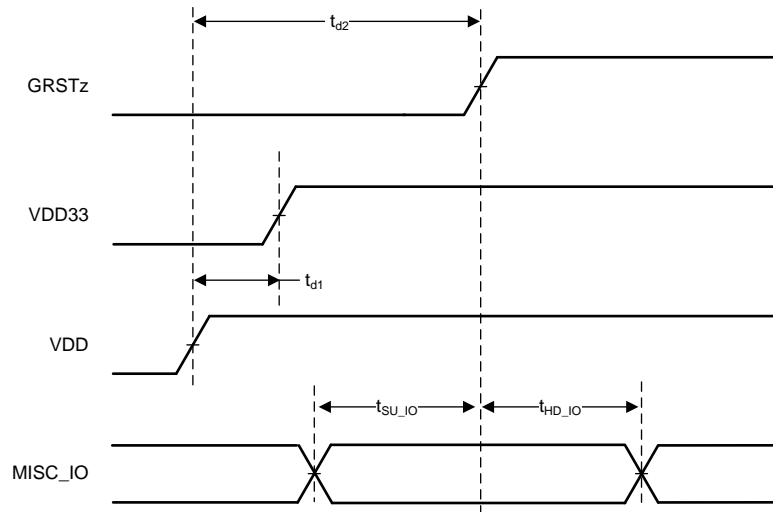 t_d2
GRSTz
VDD33
t_d1
VDD
t_SU_IO
t_HD_IO
MISC_IO